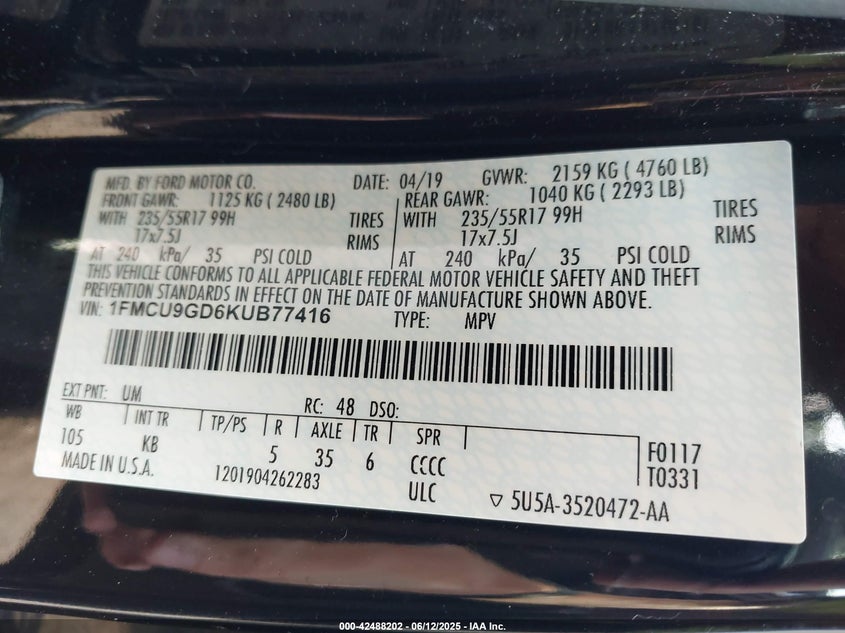 MFD. BY FORD MOTOR CO. DATE: 04/19 GVWR: 2159 KG ( 4760 LB)
FRONT GAWR: 1125 KG ( 2480 LB) REAR GAWR: 1040 KG ( 2293 LB)
WITH 235/55R17 99H TIRES WITH 235/55R17 99H TIRES
17x7.5J RIMS 17x7.5J RIMS
AT 240 kPa/ 35 PSI COLD AT 240 kPa/ 35 PSI COLD
THIS VEHICLE CONFORMS TO ALL APPLICABLE FEDERAL MOTOR VEHICLE SAFETY AND THEFT
PREVENTION STANDARDS IN EFFECT ON THE DATE OF MANUFACTURE SHOWN ABOVE.
VIN: 1FMCU9GD6KUB77416 TYPE: MPV
EXT PNT: UM RC: 48 DSO:
WB INT TR TP/PS R AXLE TR SPR
105 KB 5 35 6 CCCC F0117
MADE IN U.S.A. 1201904262283 ULC T0331
▽ 5U5A-3520472-AA
000-42488202 - 06/12/2025 - IAA Inc.